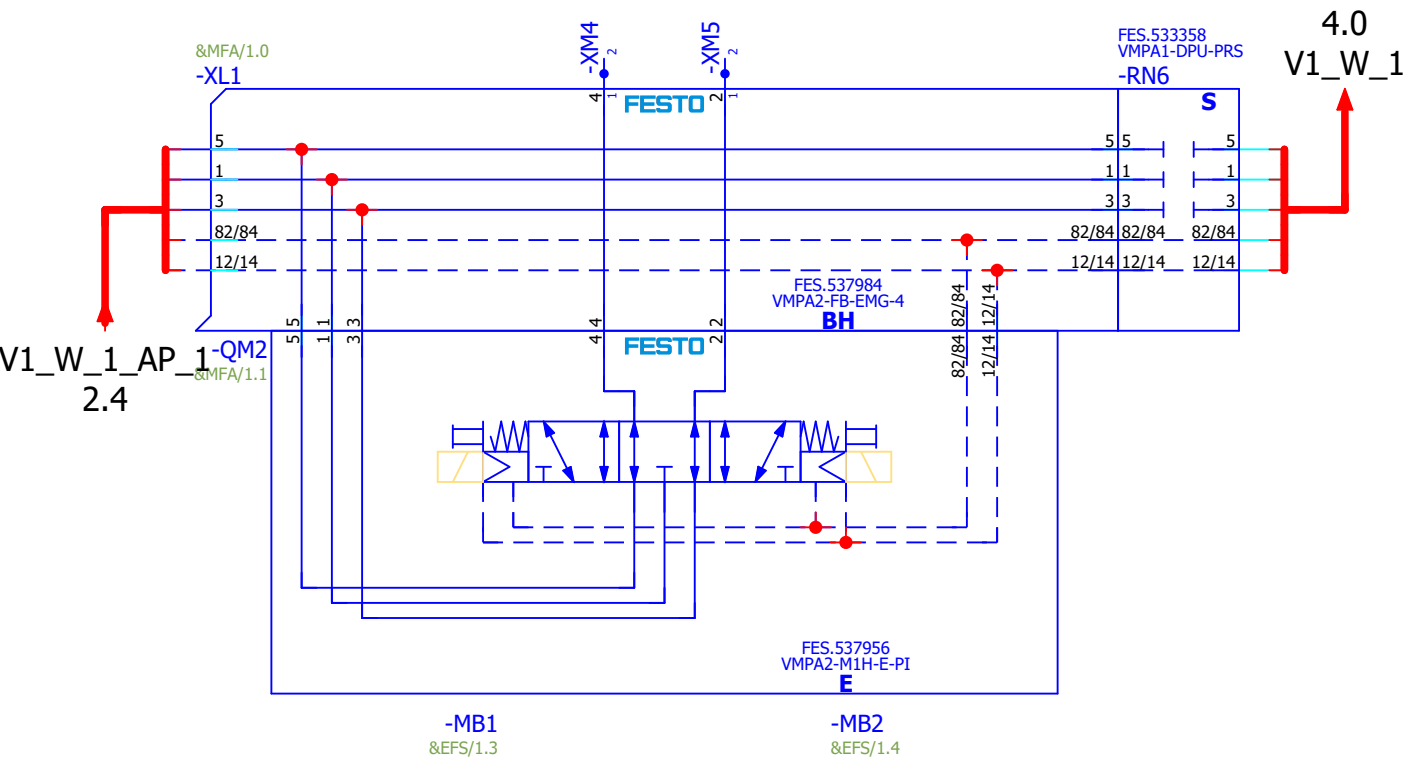 4.0
V1_W_1
FES.533358
VMPA1-DPU-PRS
-RN6
&MFA/1.0
-XL1
-XM4
2
-XM5
2
4
1
FESTO
2
1
S
5
5 5
5
1
1 1
1
3
3 3
3
82/84
82/84 82/84
82/84
12/14
12/14 12/14
12/14
FES.537984
VMPA2-FB-EMG-4
BH
5
1
3
4
2
82/84
12/14
5
1
3
4
2
82/84
12/14
FESTO
V1_W_1_AP_1
2.4
-QM2
&MFA/1.1
FES.537956
VMPA2-M1H-E-PI
E
-MB1
&EFS/1.3
-MB2
&EFS/1.4